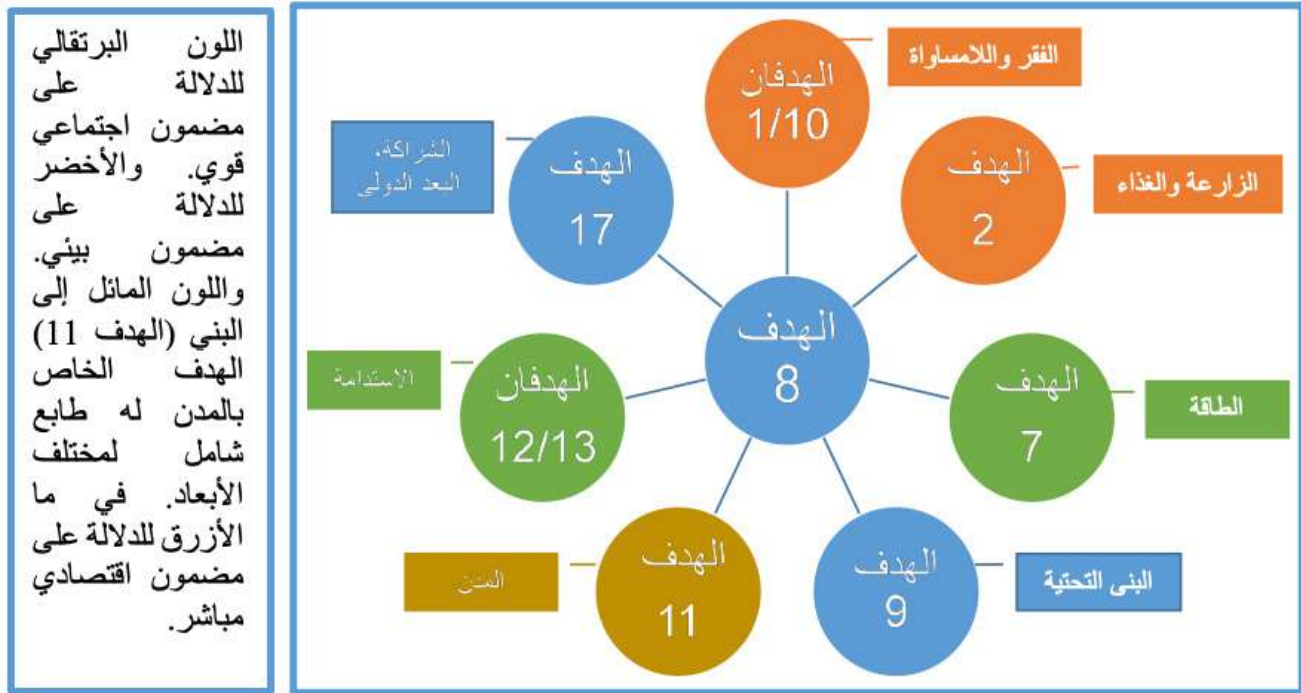 اللون البرتقالي
للدلالة على
مضمون اجتماعي
قوي. والأخضر
للدلالة على
مضمون بيئي.
واللون المائل إلى
البني (الهدف 11)
الهدف الخاص
بالمدن له طابع
شامل لمختلف
الأبعاد. في ما
الأزرق للدلالة على
مضمون اقتصادي
مباشر.
الفقر واللامساواة
الهدفان
1/10
الزارعة والغذاء
الهدف
2
الطاقة
الهدف
7
البنى التحتية
الهدف
9
المدن
الهدف
11
الاستدامة
الهدفان
12/13
الشراكة،
البعد الدولي
الهدف
17
الهدف
8